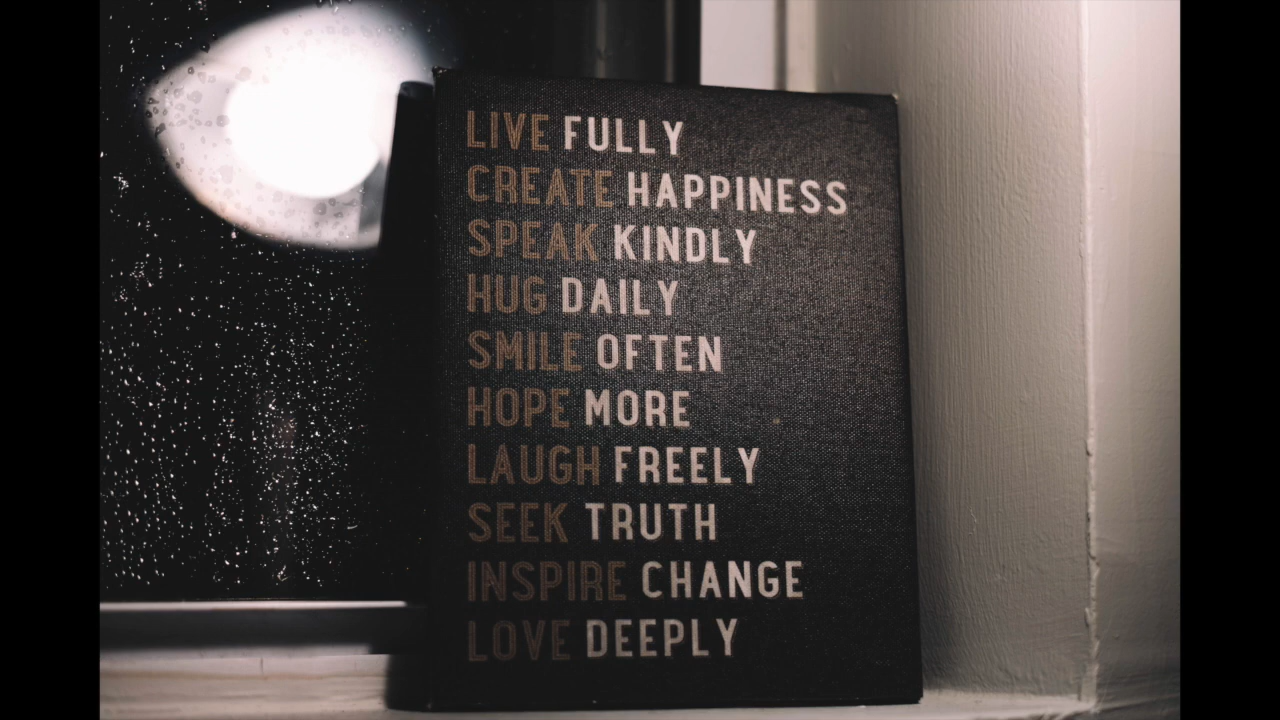 LIVE FULLY
CREATE HAPPINESS
SPEAK KINDLY
HUG DAILY
SMILE OFTEN
HOPE MORE
LAUGH FREELY
SEEK TRUTH
INSPIRE CHANGE
LOVE DEEPLY